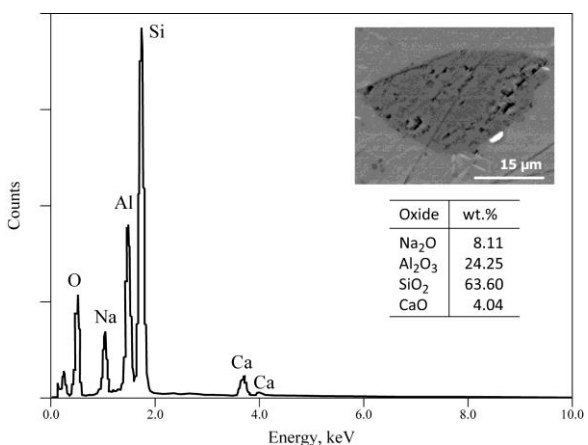 Si
15 µm
Al
Oxide wt.%
Na₂O 8.11
Al₂O₃ 24.25
SiO₂ 63.60
CaO 4.04
O
Na
Ca
Ca
Counts
0.0 2.0 4.0 6.0 8.0 10.0
Energy, keV